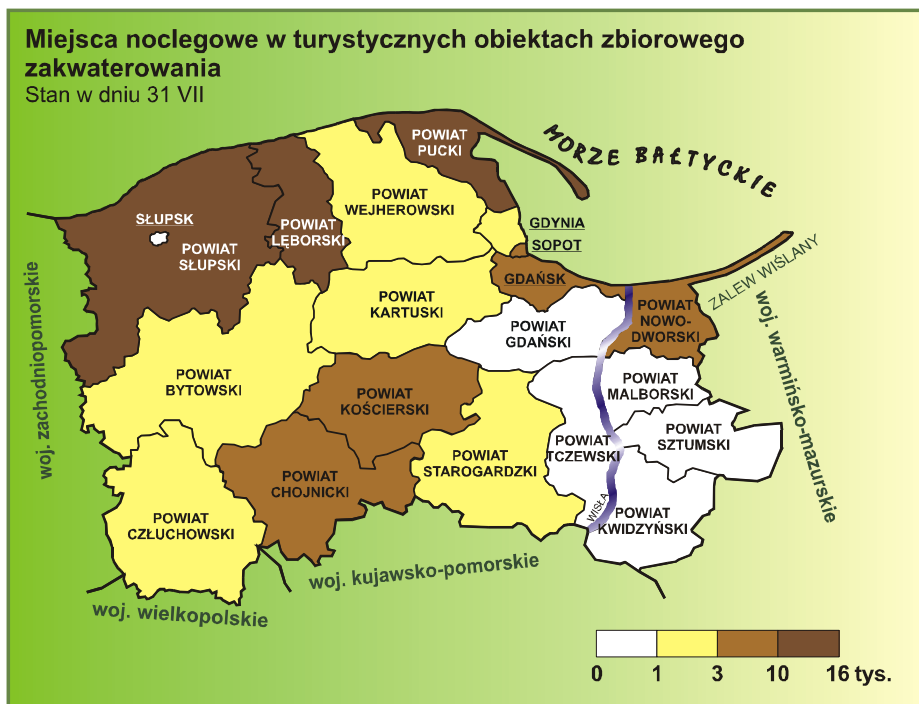 Miejsca noclegowe w turystycznych obiektach zbiorowego
zakwaterowania
Stan w dniu 31 VII
MORZE BAŁTYCKIE
POWIAT
PUCKI
POWIAT
WEJHEROWSKI
SŁUPSK
POWIAT
SŁUPSKI
POWIAT
LĘBORSKI
GDYNIA
SOPOT
GDAŃSK
ZALEW WIŚLANY
POWIAT
KARTUSKI
POWIAT
GDAŃSKI
POWIAT
NOWO-
DWORSKI
POWIAT
BYTOWSKI
POWIAT
KOŚCIERSKI
POWIAT
MALBORSKI
POWIAT
SZTUMSKI
POWIAT
TCZEWSKI
POWIAT
STAROGARDZKI
POWIAT
CHOJNICKI
POWIAT
CZŁUCHOWSKI
WISŁA
POWIAT
KWIDZYŃSKI
woj. zachodniopomorskie
woj. warmińsko-mazurskie
woj. kujawsko-pomorskie
woj. wielkopolskie
0 1 3 10 16 tys.